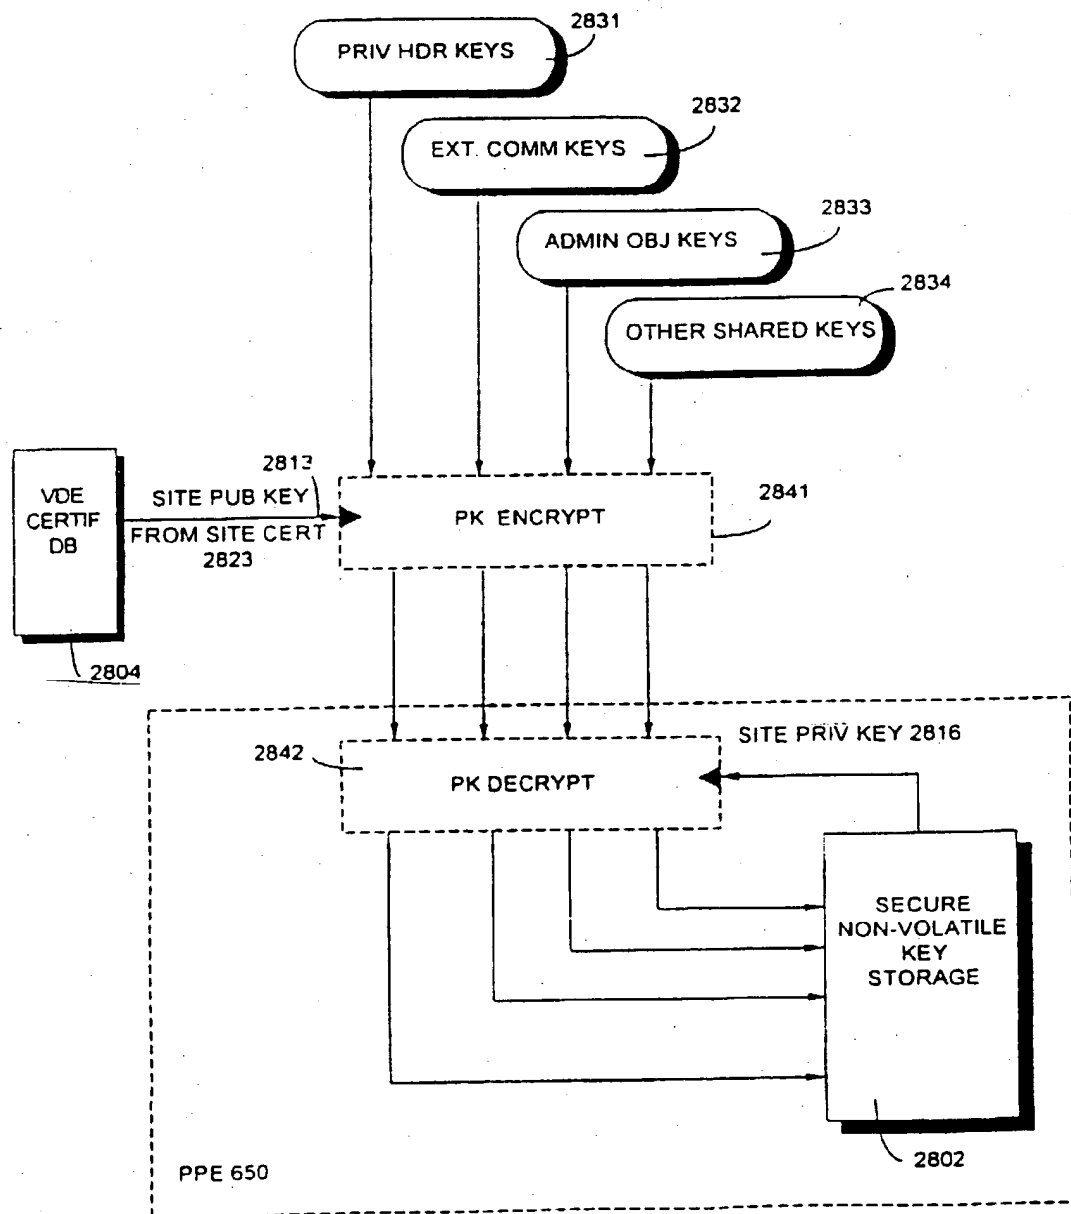 2831
PRIV HDR KEYS
2832
EXT. COMM KEYS
2833
ADMIN OBJ KEYS
2834
OTHER SHARED KEYS
2813
SITE PUB KEY
FROM SITE CERT
2823
VDE
CERTIF
DB
2804
PK ENCRYPT
2841
SITE PRIV KEY 2816
2842
PK DECRYPT
SECURE
NON-VOLATILE
KEY
STORAGE
2802
PPE 650